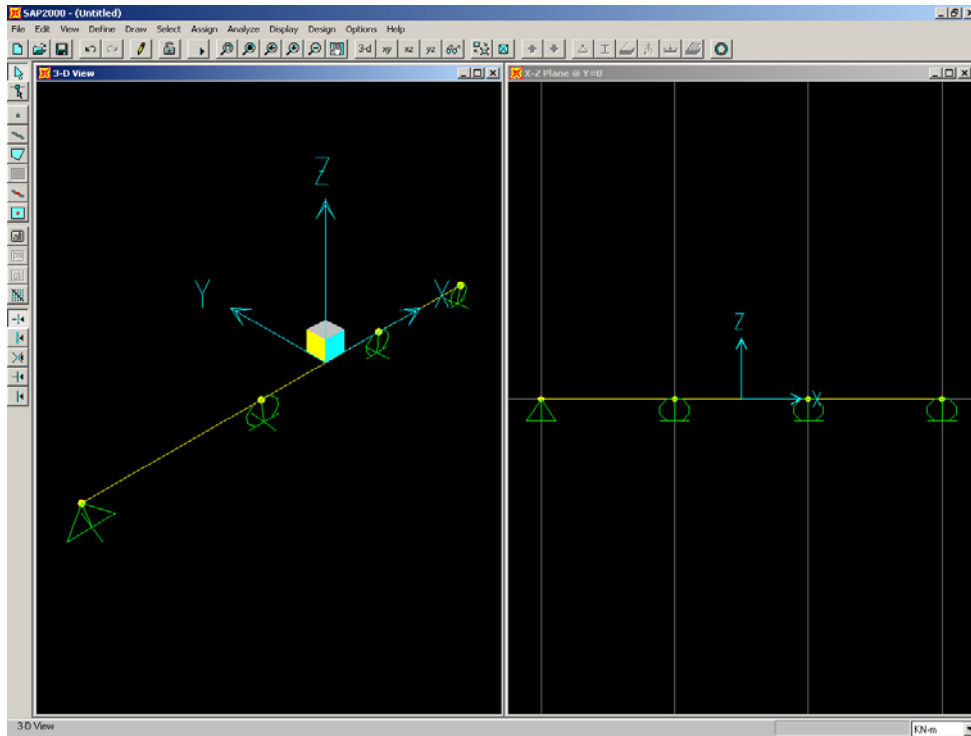 SAP2000 - (Untitled)
File Edit View Define Draw Select Assign Analyze Display Design Options Help
3-d xy xz yz
3-D View
X-Z Plane @ Y=0
Z
Y
X
Z
X
3-D View
KN-m